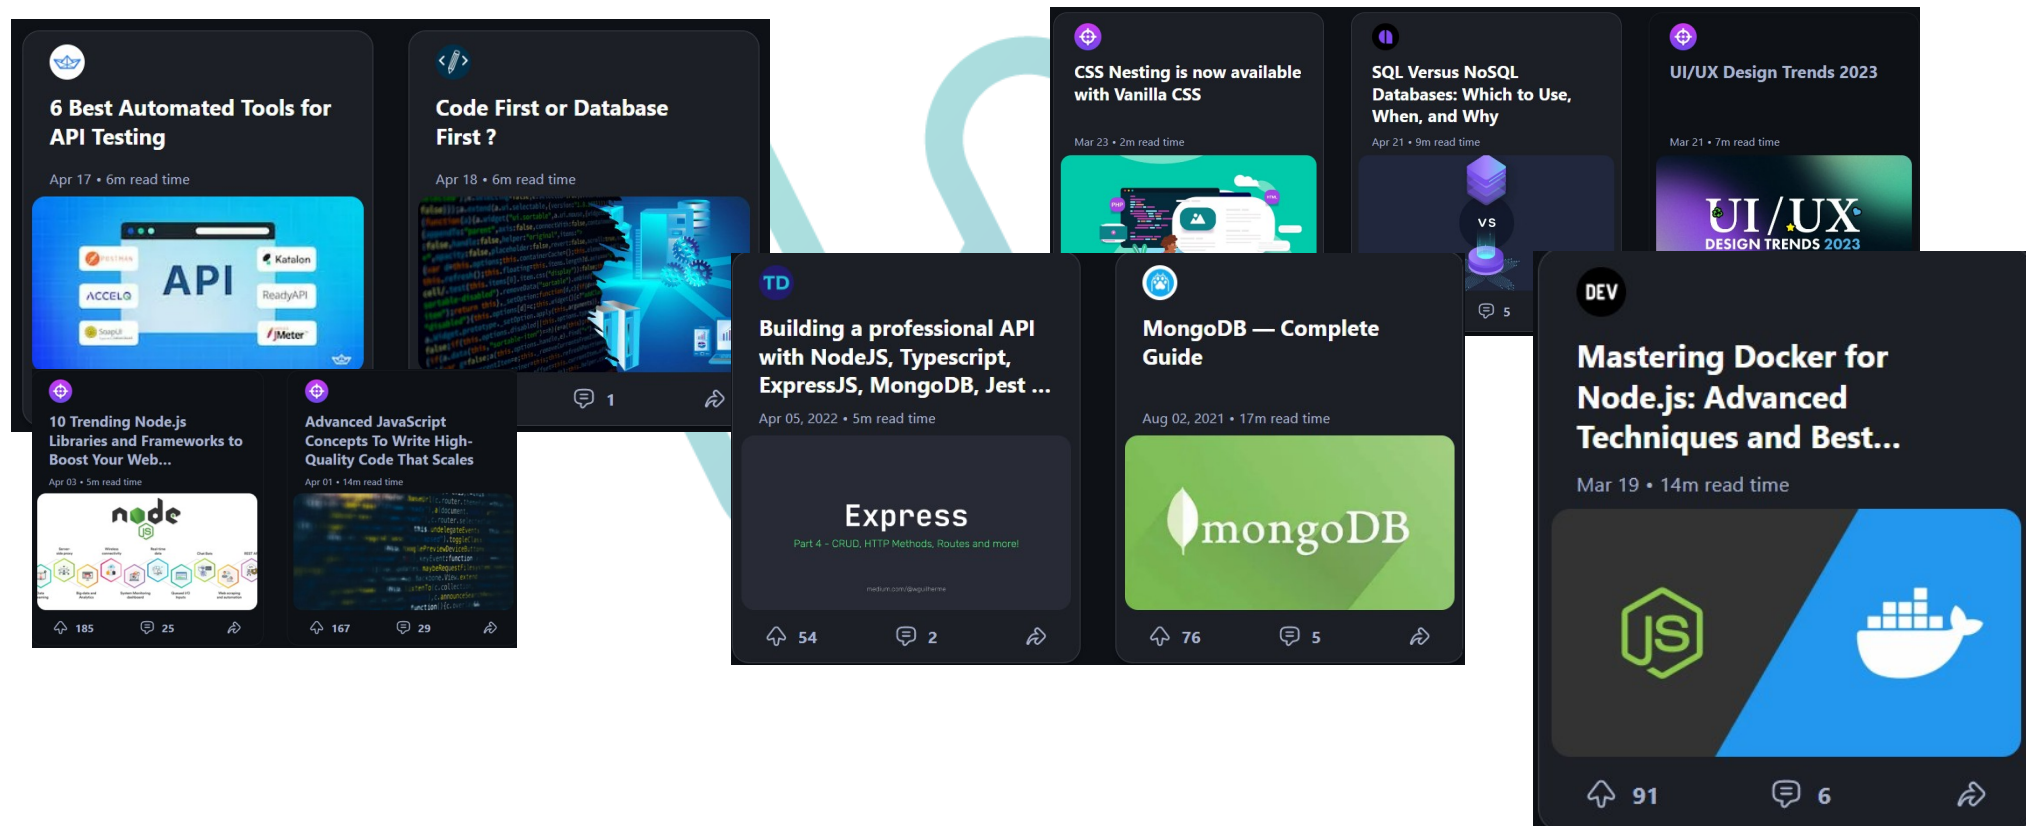 6 Best Automated Tools for
API Testing
Apr 17 • 6m read time
POSTMAN
Katalon
API
ACCELQ
ReadyAPI
SoapUI
JMeter
Code First or Database
First ?
Apr 18 • 6m read time
1
10 Trending Node.js
Libraries and Frameworks to
Boost Your Web...
Apr 03 • 5m read time
node
JS
185
25
Advanced JavaScript
Concepts To Write High-
Quality Code That Scales
Apr 01 • 14m read time
167
29
TD
Building a professional API
with NodeJS, Typescript,
ExpressJS, MongoDB, Jest ...
Apr 05, 2022 • 5m read time
Express
Part 4 - CRUD, HTTP Methods, Routes and more!
medium.com/@wguilherme
54
2
MongoDB — Complete
Guide
Aug 02, 2021 • 17m read time
mongoDB
76
5
CSS Nesting is now available
with Vanilla CSS
Mar 23 • 2m read time
PHP
SQL Versus NoSQL
Databases: Which to Use,
When, and Why
Apr 21 • 9m read time
VS
5
UI/UX Design Trends 2023
Mar 21 • 7m read time
UI/UX
DESIGN TRENDS 2023
DEV
Mastering Docker for
Node.js: Advanced
Techniques and Best...
Mar 19 • 14m read time
JS
91
6